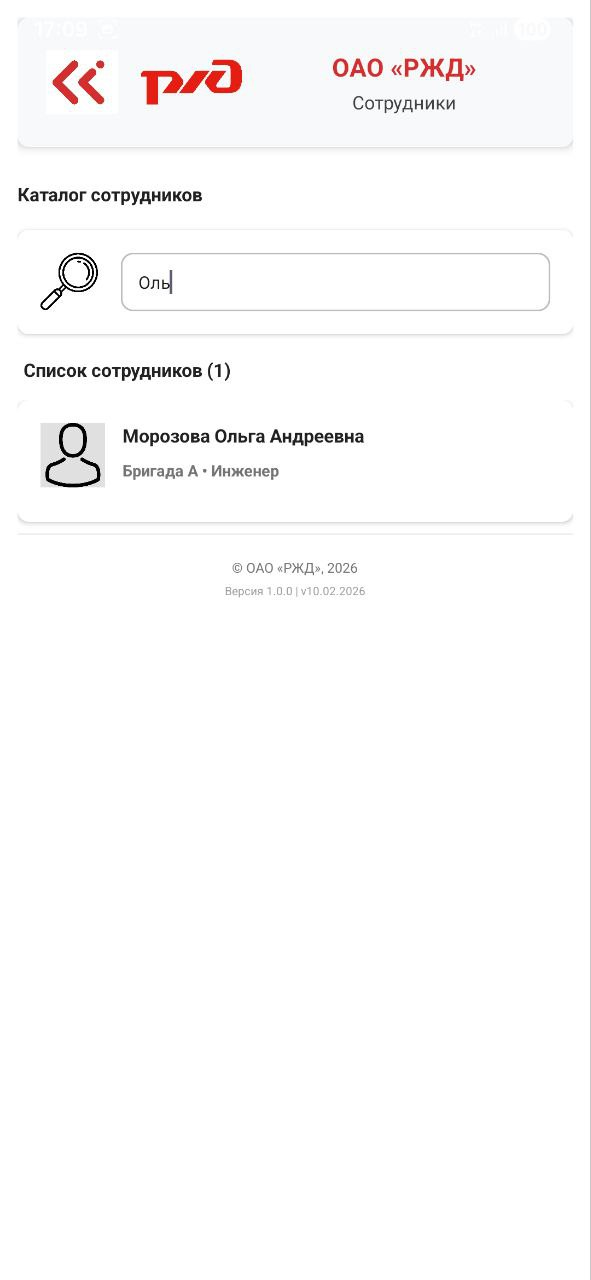 17:09
100
ржд
ОАО «РЖД»
Сотрудники
Каталог сотрудников
Оль
Список сотрудников (1)
Морозова Ольга Андреевна
Бригада А • Инженер
© ОАО «РЖД», 2026
Версия 1.0.0 | v10.02.2026